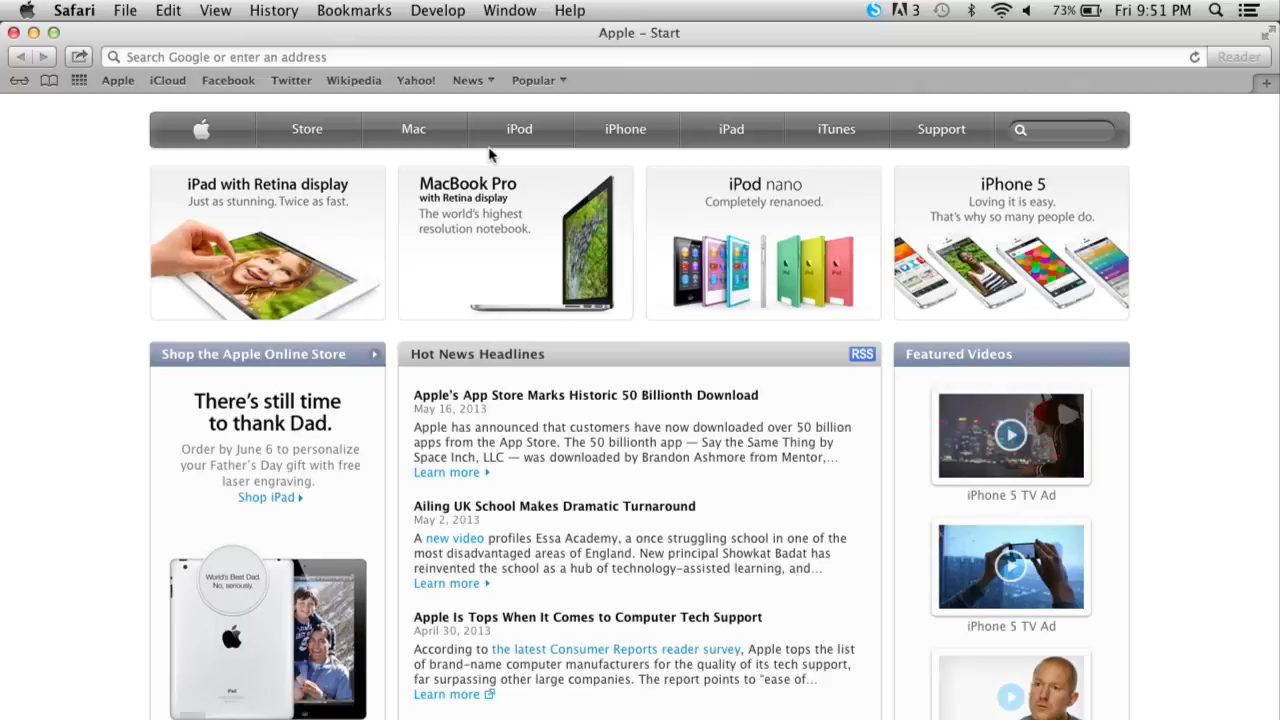 Safari File Edit View History Bookmarks Develop Window Help 3 73% Fri 9:51 PM
Apple – Start
Search Google or enter an address
Reader
Apple iCloud Facebook Twitter Wikipedia Yahoo! News Popular
Store Mac iPod iPhone iPad iTunes Support
iPad with Retina display
Just as stunning. Twice as fast.
MacBook Pro
with Retina display
The world's highest
resolution notebook.
iPod nano
Completely renanoed.
iPhone 5
Loving it is easy.
That's why so many people do.
Shop the Apple Online Store
There's still time
to thank Dad.
Order by June 6 to personalize
your Father's Day gift with free
laser engraving.
Shop iPad
World's Best Dad.
No, seriously.
iPad
Hot News Headlines
RSS
Apple's App Store Marks Historic 50 Billionth Download
May 16, 2013
Apple has announced that customers have now downloaded over 50 billion
apps from the App Store. The 50 billionth app — Say the Same Thing by
Space Inch, LLC — was downloaded by Brandon Ashmore from Mentor,...
Learn more
Ailing UK School Makes Dramatic Turnaround
May 2, 2013
A new video profiles Essa Academy, a once struggling school in one of the
most disadvantaged areas of England. New principal Showkat Badat has
reinvented the school as a hub of technology-assisted learning, and...
Learn more
Apple Is Tops When It Comes to Computer Tech Support
April 30, 2013
According to the latest Consumer Reports reader survey, Apple tops the list
of brand-name computer manufacturers for the quality of its tech support,
far surpassing other large companies. The report points to "ease of...
Learn more
Featured Videos
iPhone 5 TV Ad
iPhone 5 TV Ad